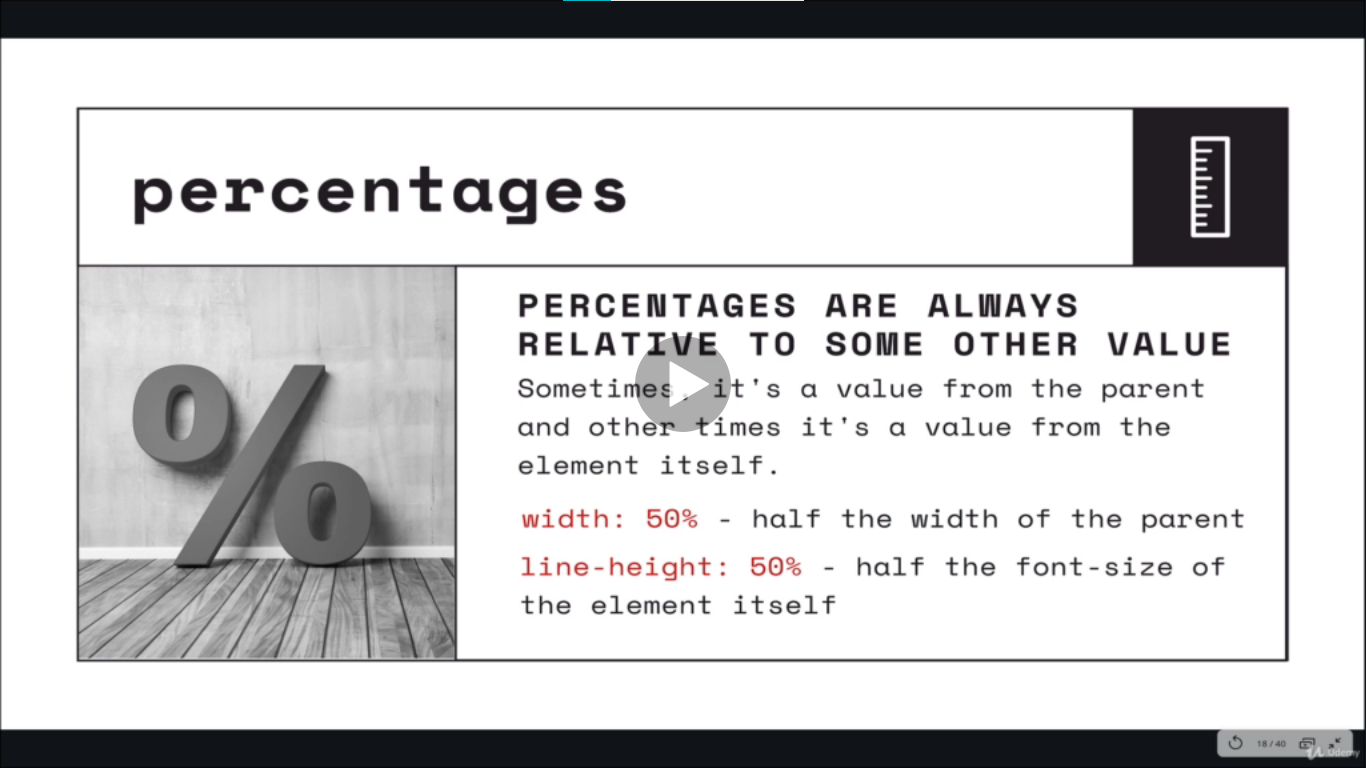 percentages
PERCENTAGES ARE ALWAYS
RELATIVE TO SOME OTHER VALUE
Sometimes, it's a value from the parent
and other times it's a value from the
element itself.
width: 50% - half the width of the parent
line-height: 50% - half the font-size of
the element itself
18 / 40
Udemy